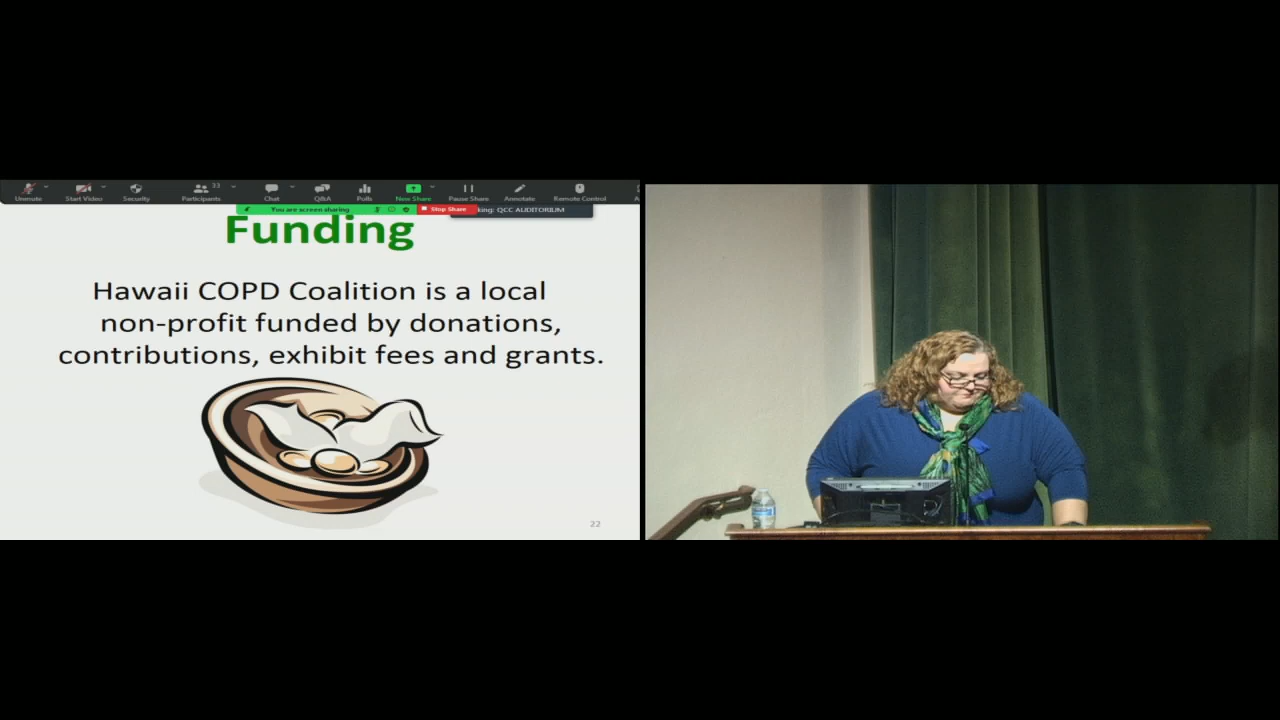 33
Unmute
Start Video
Security
Participants
Chat
Q&A
Polls
New Share
Pause Share
Annotate
Remote Control
You are screen sharing
Stop Share
king: QCC AUDITORIUM
Funding
Hawaii COPD Coalition is a local
non-profit funded by donations,
contributions, exhibit fees and grants.
22